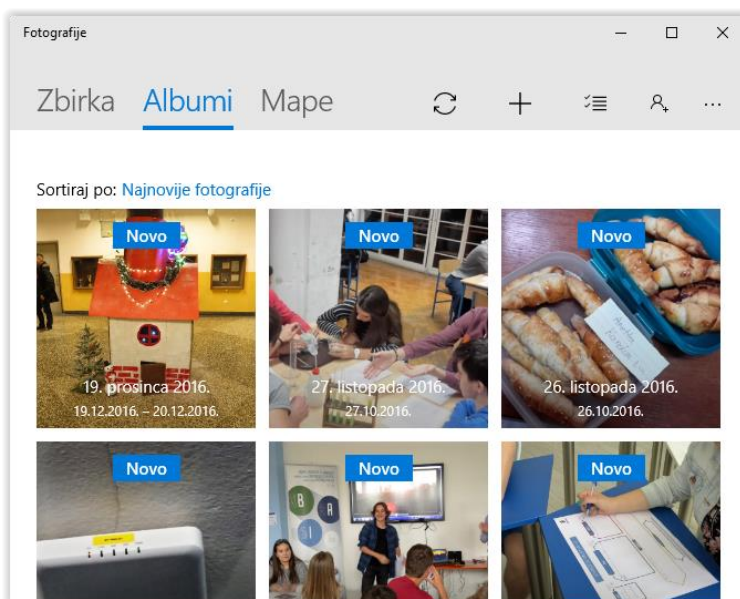 Fotografije
Zbirka Albumi Mape
Sortiraj po: Najnovije fotografije
Novo Novo Novo
19. prosinca 2016. 27. listopada 2016. 26. listopada 2016.
19.12.2016. – 20.12.2016. 27.10.2016. 26.10.2016.
Novo Novo Novo
B A
S I